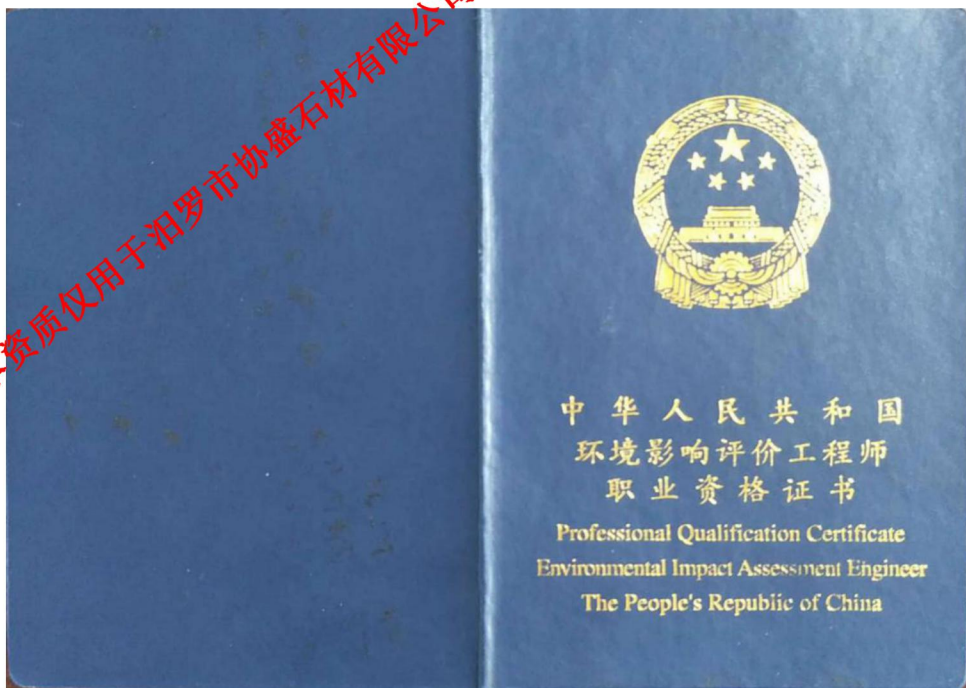 资质仅用于汨罗市协盛石材有限公司
中华人民共和国
环境影响评价工程师
职业资格证书
Professional Qualification Certificate
Environmental Impact Assessment Engineer
The People's Republic of China